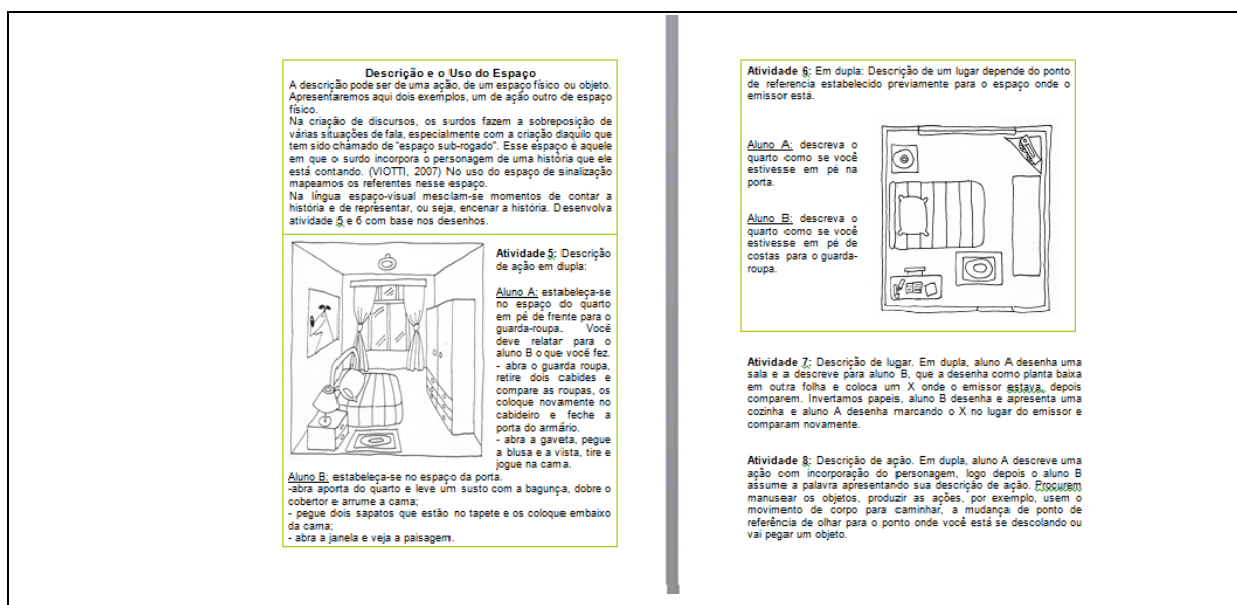 Descrição e o Uso do Espaço
A descrição pode ser de uma ação, de um espaço físico ou objeto.
Apresentaremos aqui dois exemplos, um de ação outro de espaço
físico.
Na criação de discursos, os surdos fazem a sobreposição de
várias situações de fala, especialmente com a criação daquilo que
tem sido chamado de "espaço sub-rogado". Esse espaço é aquele
em que o surdo incorpora o personagem de uma história que ele
está contando. (VIOTTI, 2007) No uso do espaço de sinalização
mapeamos os referentes nesse espaço.
Na língua espaço-visual mesclam-se momentos de contar a
história e de representar, ou seja, encenar a história. Desenvolva
atividade 5 e 6 com base nos desenhos.
Atividade 5: Descrição
de ação em dupla:
Aluno A: estabeleça-se
no espaço do quarto
em pé de frente para o
guarda-roupa. Você
deve relatar para o
aluno B o que você fez.
- abra o guarda roupa,
retire dois cabides e
compare as roupas, os
coloque novamente no
cabideiro e feche a
porta do armário.
- abra a gaveta, pegue
a blusa e a vista, tire e
jogue na cama.
Aluno B: estabeleça-se no espaço da porta.
-abra aporta do quarto e leve um susto com a bagunça, dobre o
cobertor e arrume a cama;
- pegue dois sapatos que estão no tapete e os coloque embaixo
da cama;
- abra a janela e veja a paisagem.
Atividade 6: Em dupla: Descrição de um lugar depende do ponto
de referencia estabelecido previamente para o espaço onde o
emissor está.
Aluno A: descreva o
quarto como se você
estivesse em pé na
porta.
Aluno B: descreva o
quarto como se você
estivesse em pé de
costas para o guarda-
roupa.
Atividade 7: Descrição de lugar. Em dupla, aluno A desenha uma
sala e a descreve para aluno B, que a desenha como planta baixa
em outra folha e coloca um X onde o emissor estava, depois
comparem. Invertamos papeis, aluno B desenha e apresenta uma
cozinha e aluno A desenha marcando o X no lugar do emissor e
comparam novamente.
Atividade 8: Descrição de ação. Em dupla, aluno A descreve uma
ação com incorporação do personagem, logo depois o aluno B
assume a palavra apresentando sua descrição de ação. Procurem
manusear os objetos, produzir as ações, por exemplo, usem o
movimento de corpo para caminhar, a mudança de ponto de
referência de olhar para o ponto onde você está se descolando ou
vai pegar um objeto.